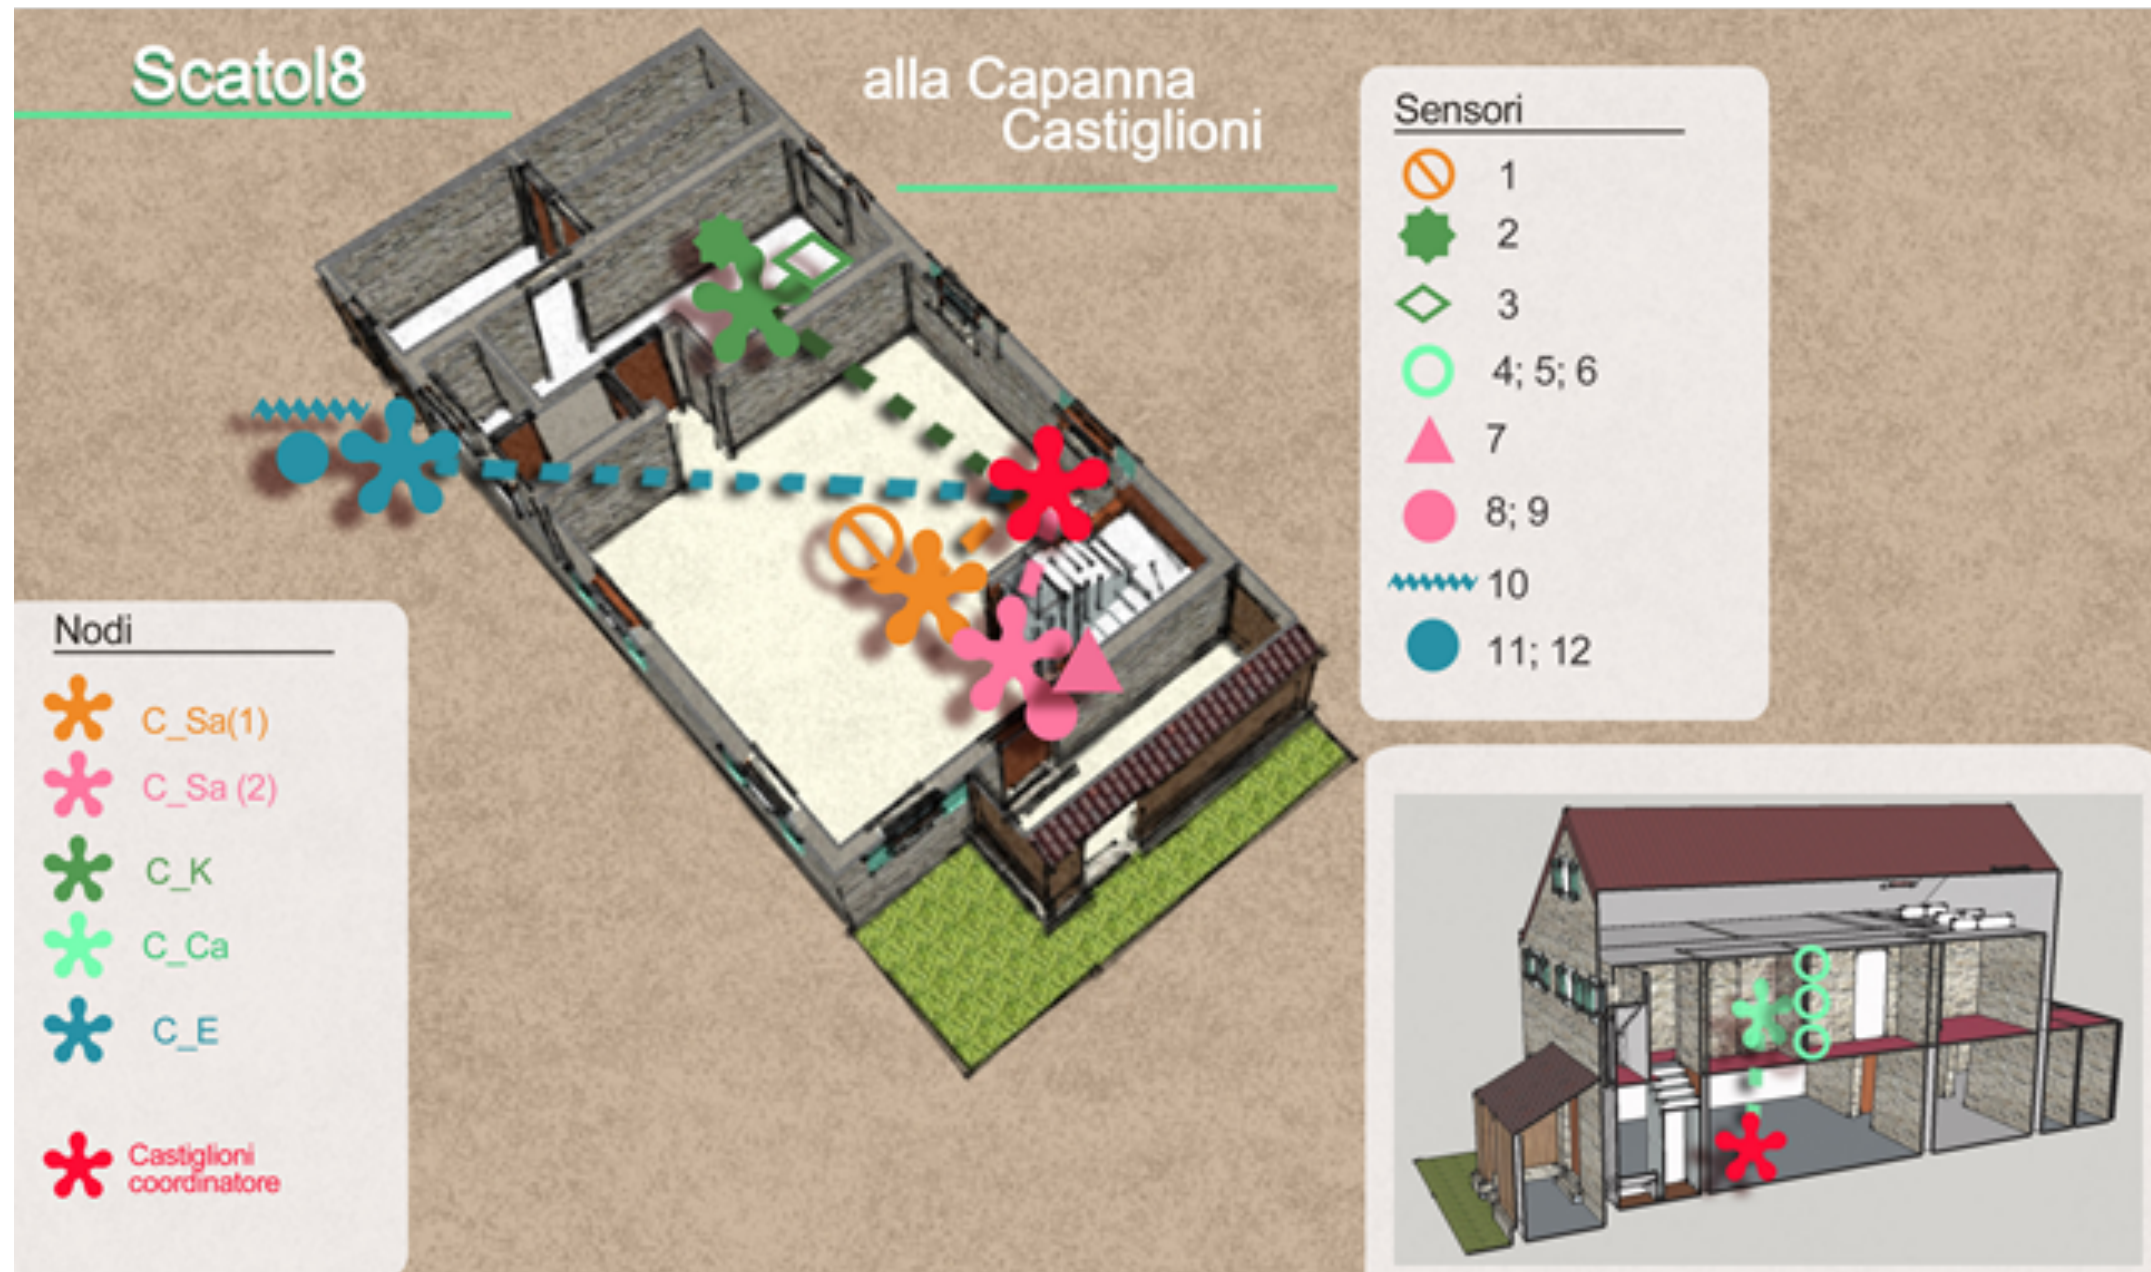 Scatol8
alla Capanna
Castiglioni
Sensori
1
2
3
4; 5; 6
7
8; 9
10
11; 12
Nodi
C_Sa(1)
C_Sa (2)
C_K
C_Ca
C_E
Castiglioni
coordinatore